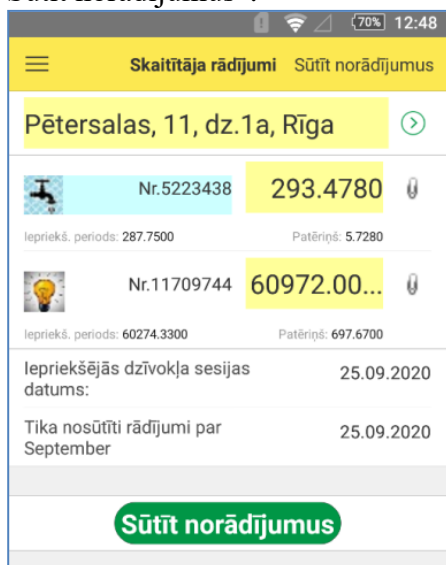 70% 12:48
Skaitītāja rādījumi Sūtīt norādījumus
Pētersalas, 11, dz.1a, Rīga
Nr.5223438 293.4780
Iepriekš. periods: 287.7500 Patēriņš: 5.7280
Nr.11709744 60972.00...
Iepriekš. periods: 60274.3300 Patēriņš: 697.6700
Iepriekšējās dzīvokļa sesijas
datums: 25.09.2020
Tika nosūtīti rādījumi par
September 25.09.2020
Sūtīt norādījumus